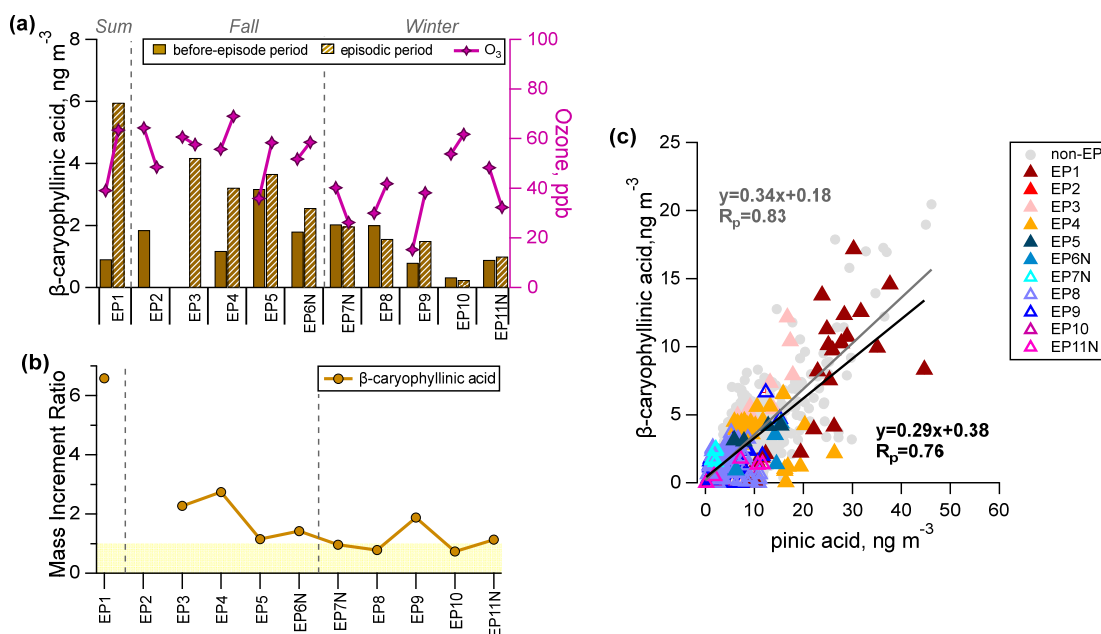 (a)
Sum Fall Winter
before-episode period episodic period O3
β-caryophyllinic acid, ng m-3
8
6
4
2
0
Ozone, ppb
100
80
60
40
20
0
EP1 EP2 EP3 EP4 EP5 EP6N EP7N EP8 EP9 EP10 EP11N
(b)
β-caryophyllinic acid
Mass Increment Ratio
6
4
2
0
EP1 EP2 EP3 EP4 EP5 EP6N EP7N EP8 EP9 EP10 EP11N
(c)
β-caryophyllinic acid,ng m-3
25
20
15
10
5
0
y=0.34x+0.18
Rp=0.83
y=0.29x+0.38
Rp=0.76
0 10 20 30 40 50 60
pinic acid, ng m-3
non-EP
EP1
EP2
EP3
EP4
EP5
EP6N
EP7N
EP8
EP9
EP10
EP11N